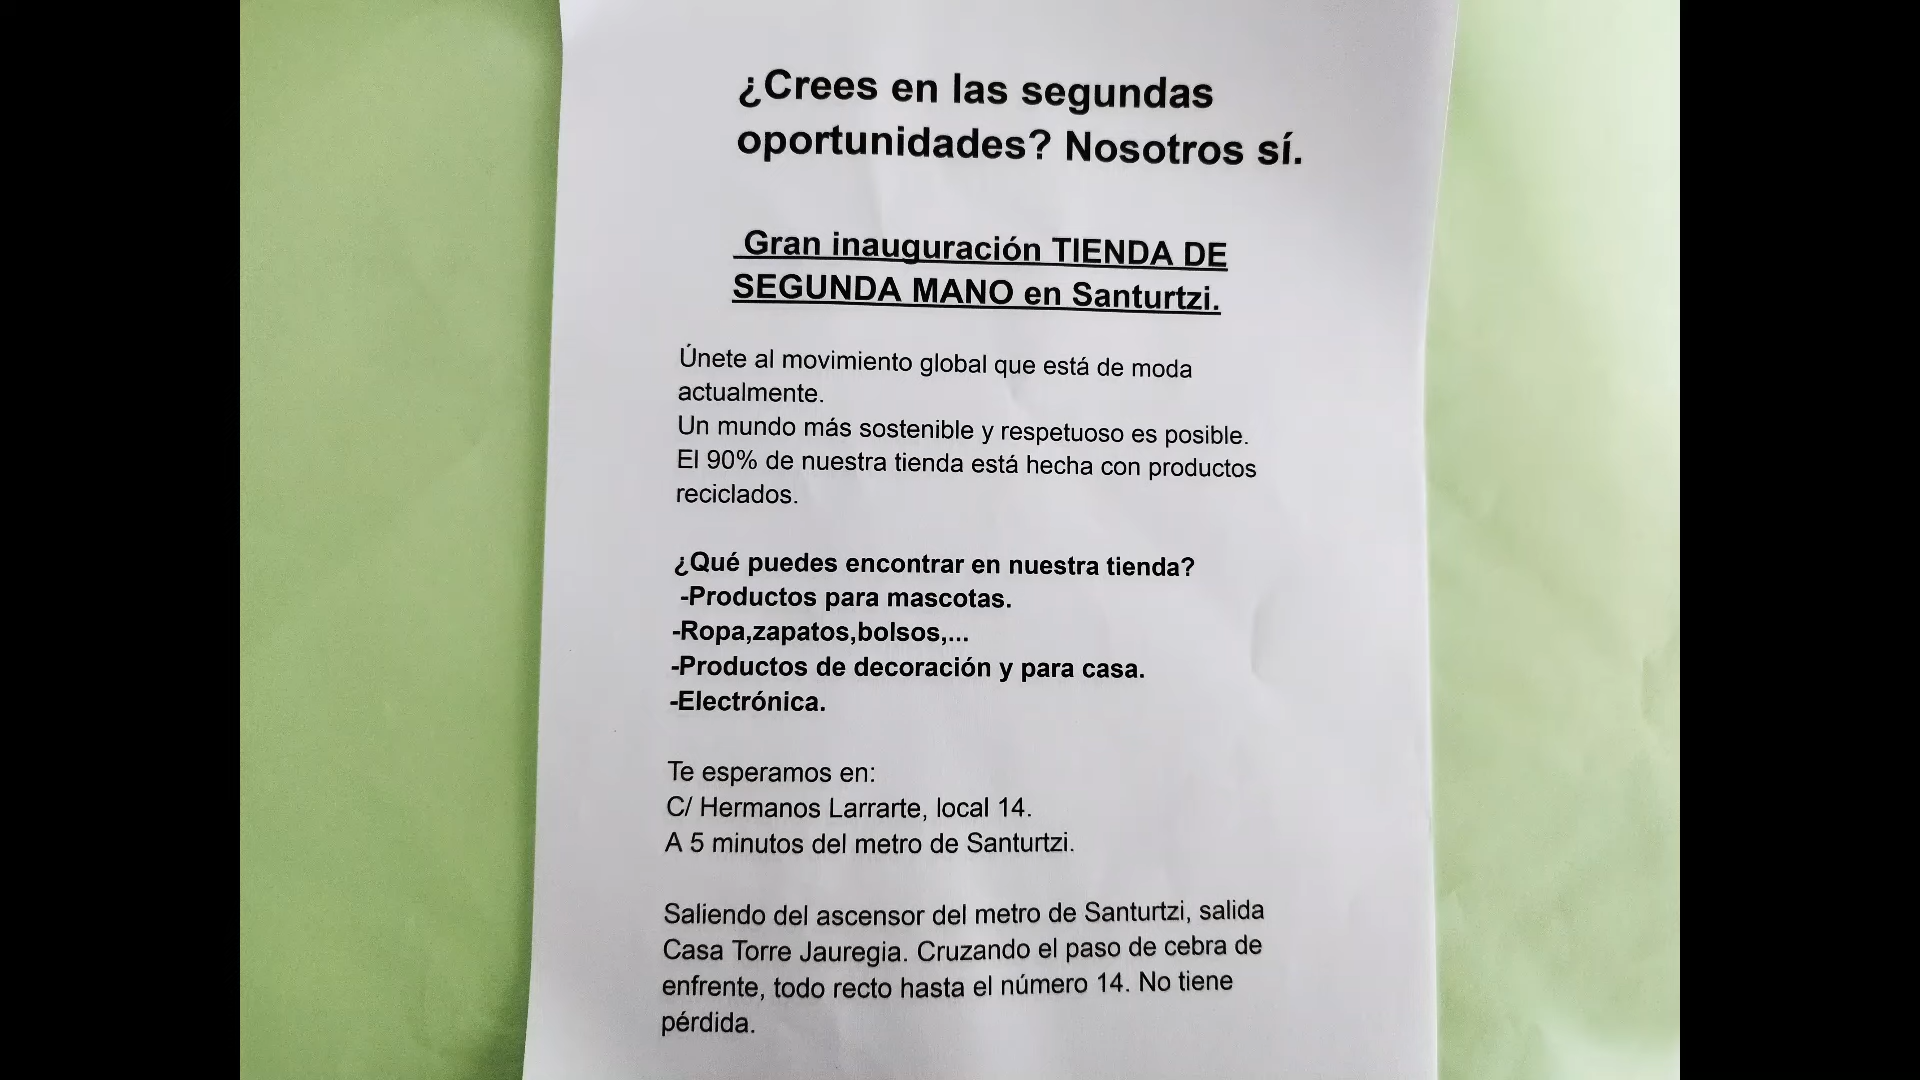 ¿Crees en las segundas
oportunidades? Nosotros sí.
Gran inauguración TIENDA DE
SEGUNDA MANO en Santurtzi.
Únete al movimiento global que está de moda
actualmente.
Un mundo más sostenible y respetuoso es posible.
El 90% de nuestra tienda está hecha con productos
reciclados.
¿Qué puedes encontrar en nuestra tienda?
-Productos para mascotas.
-Ropa,zapatos,bolsos,...
-Productos de decoración y para casa.
-Electrónica.
Te esperamos en:
C/ Hermanos Larrarte, local 14.
A 5 minutos del metro de Santurtzi.
Saliendo del ascensor del metro de Santurtzi, salida
Casa Torre Jauregia. Cruzando el paso de cebra de
enfrente, todo recto hasta el número 14. No tiene
pérdida.